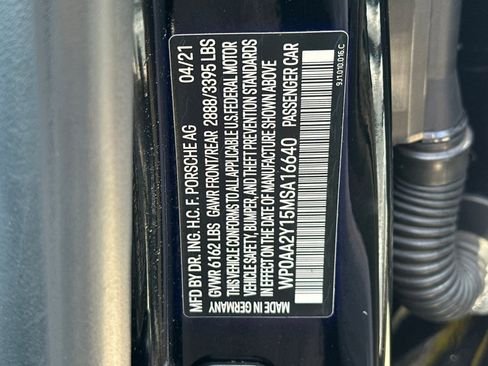 MFD BY DR. ING. H.C. F. PORSCHE AG 04/21
GVWR 6162 LBS GAWR FRONT/REAR 2888/3395 LBS
THIS VEHICLE CONFORMS TO ALL APPLICABLE U.S. FEDERAL MOTOR
VEHICLE SAFETY, BUMPER, AND THEFT PREVENTION STANDARDS
IN EFFECT ON THE DATE OF MANUFACTURE SHOWN ABOVE
WP0AA2Y15MSA16640 PASSENGER CAR
MADE IN GERMANY
9J1.010.016.C